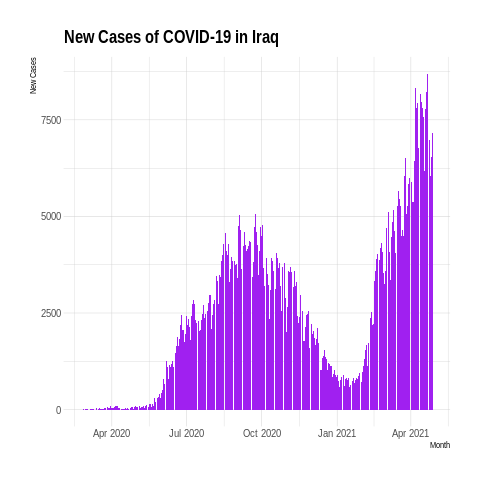 New Cases of COVID-19 in Iraq
New Cases
7500
5000
2500
0
Apr 2020 Jul 2020 Oct 2020 Jan 2021 Apr 2021
Month